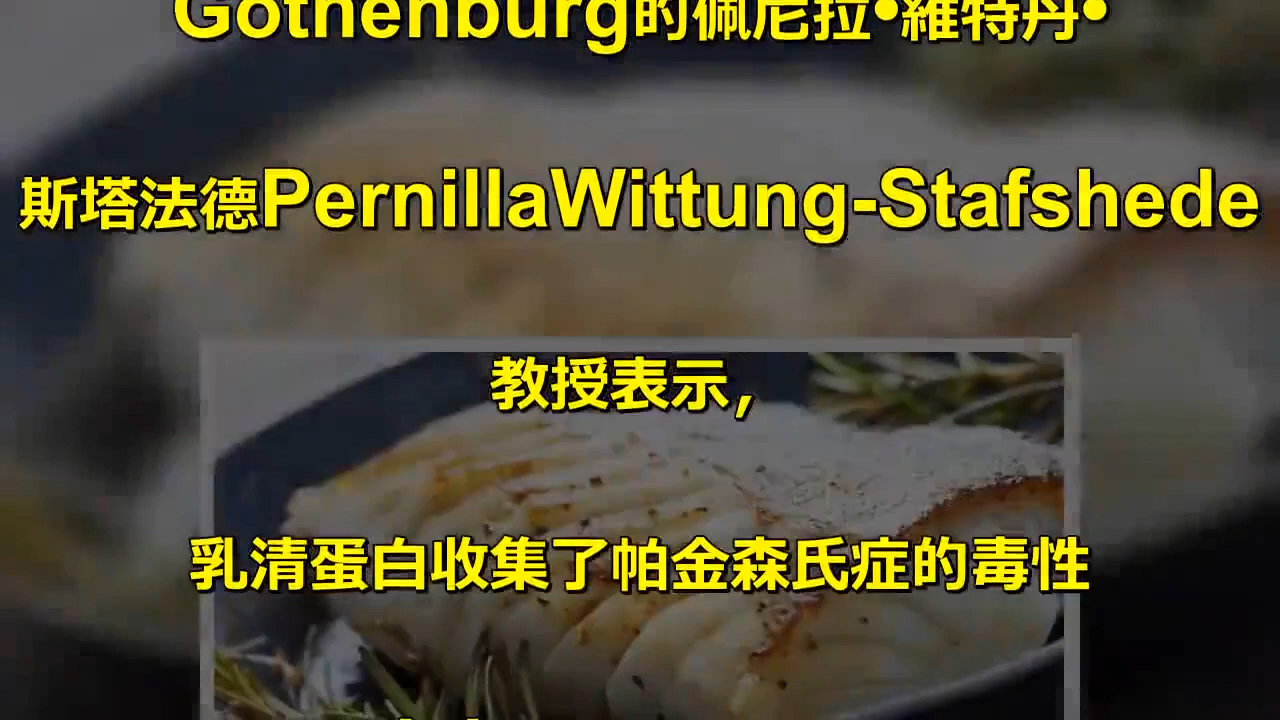 Gothenburg的佩尼拉•維特丹•
斯塔法德PernillaWittung-Stafshede
教授表示，
乳清蛋白收集了帕金森氏症的毒性